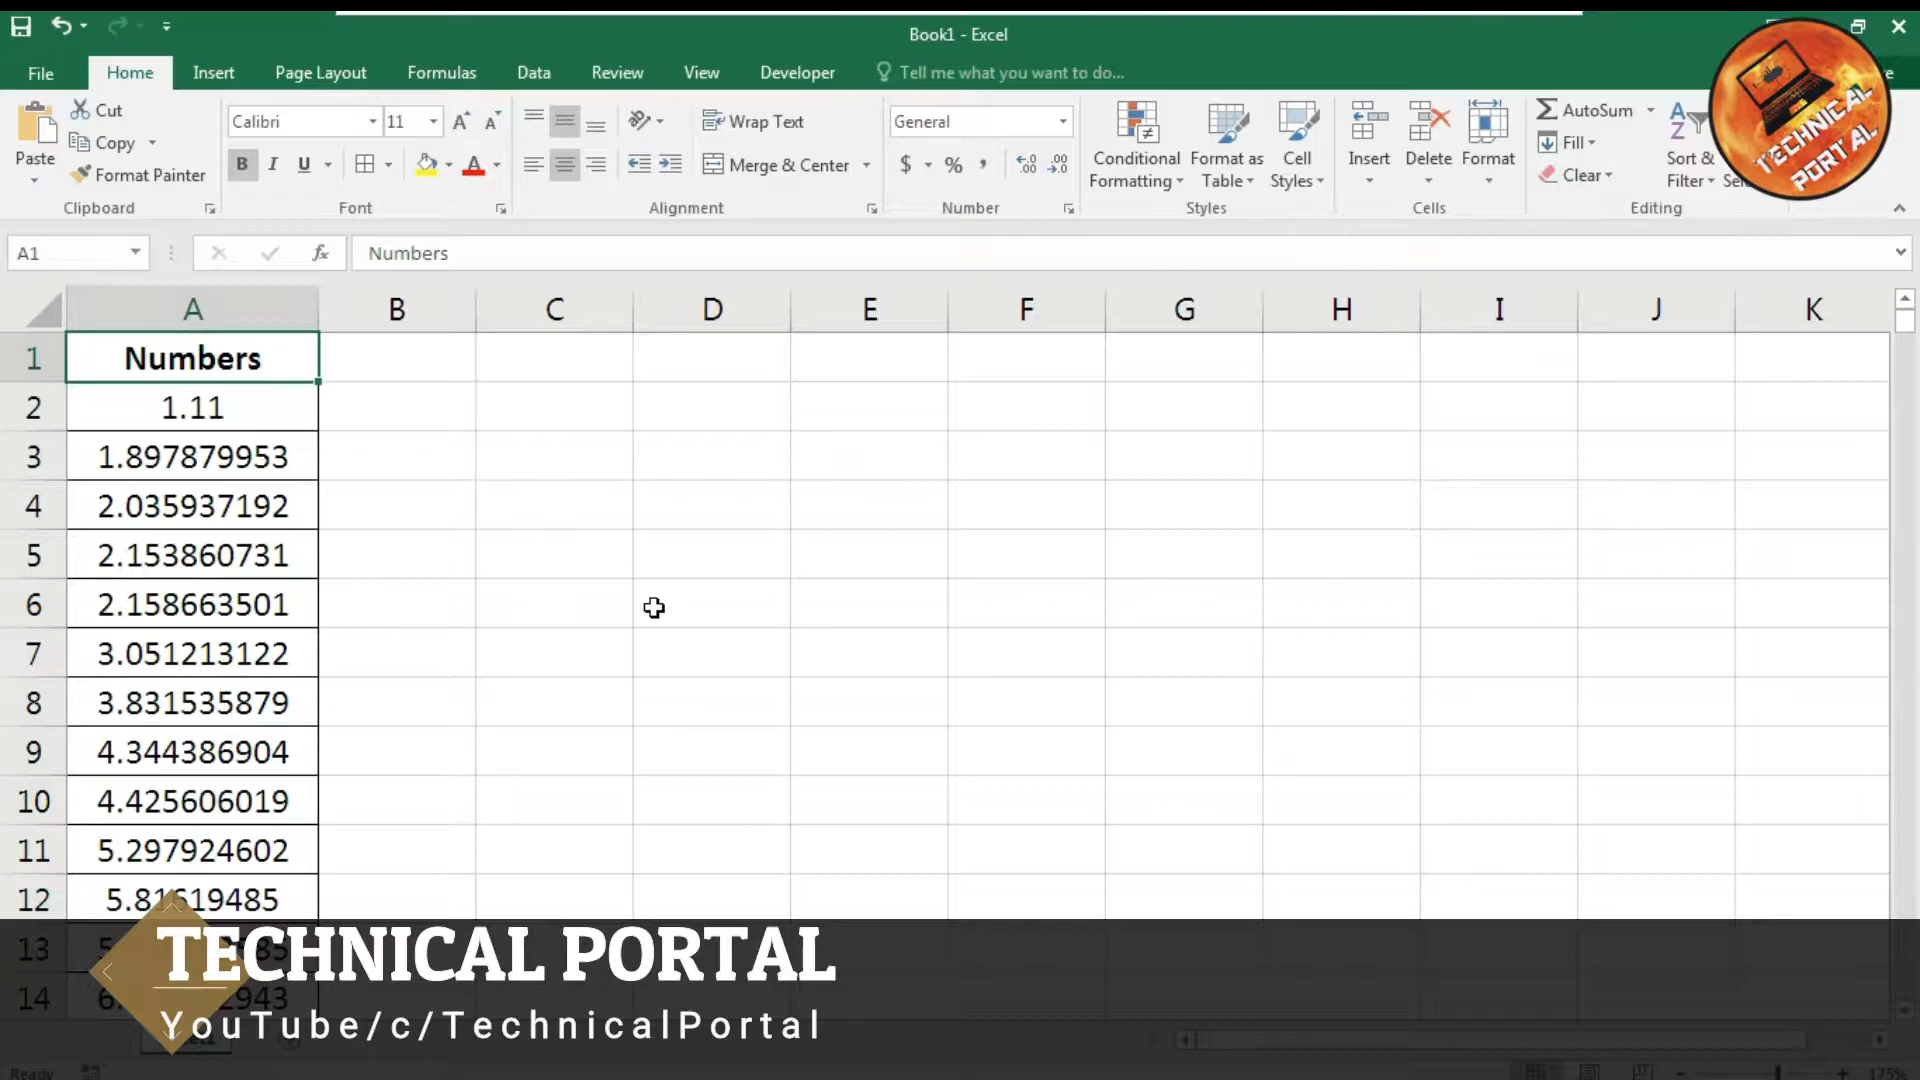 Book1 - Excel
File Home Insert Page Layout Formulas Data Review View Developer Tell me what you want to do...
Cut
Copy
Format Painter
Paste
Clipboard
Calibri 11
B I U
Font
Wrap Text
Merge & Center
Alignment
General
$ % ,
Number
Conditional Formatting
Format as Table
Cell Styles
Styles
Insert Delete Format
Cells
AutoSum
Fill
Clear
Sort & Filter
Editing
TECHNICAL PORTAL
A1 fx Numbers
A B C D E F G H I J K
1 Numbers
2 1.11
3 1.897879953
4 2.035937192
5 2.153860731
6 2.158663501
7 3.051213122
8 3.831535879
9 4.344386904
10 4.425606019
11 5.297924602
12 5.81619485
13
14
TECHNICAL PORTAL
YouTube/c/TechnicalPortal
Ready
175%